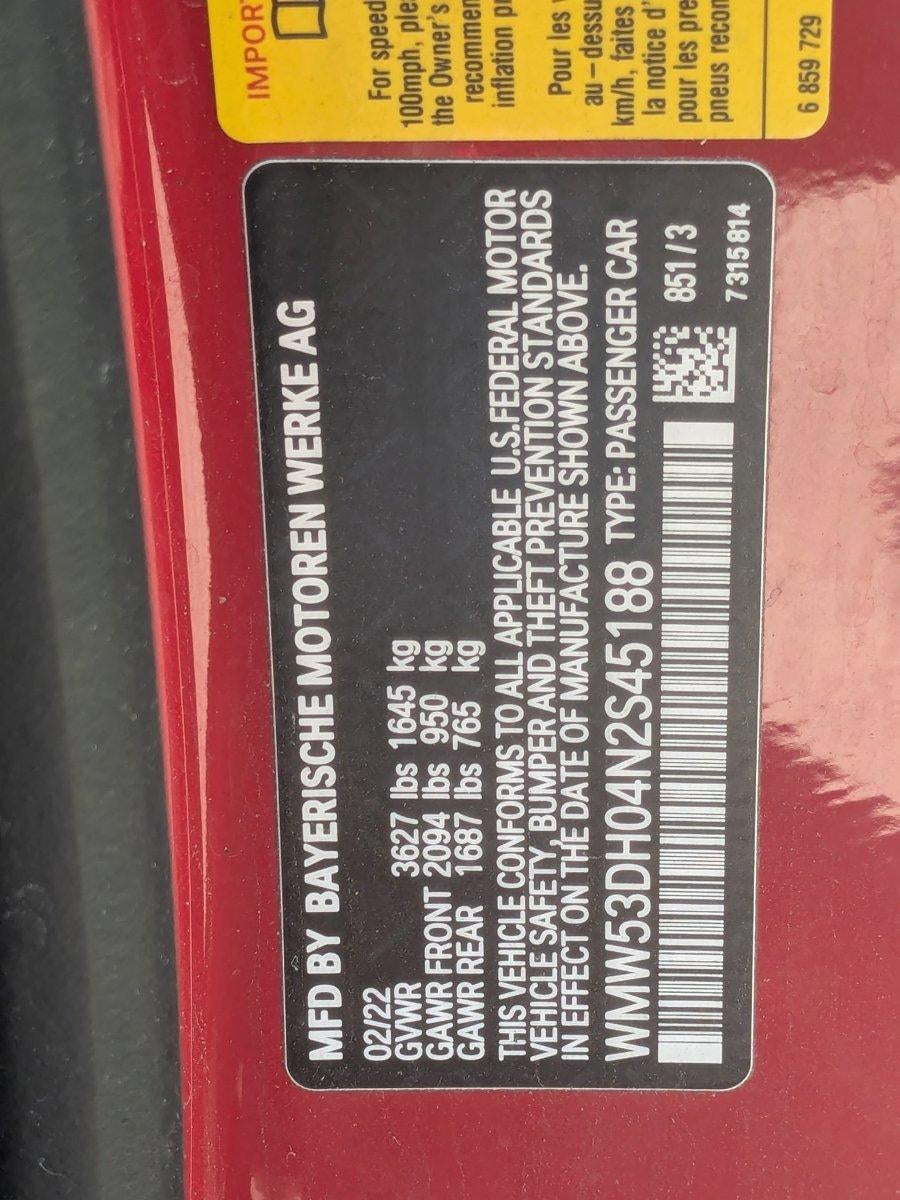 MFD BY BAYERISCHE MOTOREN WERKE AG
02/22
GVWR 3627 lbs 1645 kg
GAWR FRONT 2094 lbs 950 kg
GAWR REAR 1687 lbs 765 kg
THIS VEHICLE CONFORMS TO ALL APPLICABLE U.S.FEDERAL MOTOR
VEHICLE SAFETY, BUMPER AND THEFT PREVENTION STANDARDS
IN EFFECT ON THE DATE OF MANUFACTURE SHOWN ABOVE.
WMW53DH04N2S45188 TYPE: PASSENGER CAR
851 / 3
7 315 814
For speed
100mph, ple
the Owner's
recommen
inflation pr
Pour les
au-dessu
km/h, faites
la notice d'
pour les pre
pneus recon
6 859 729